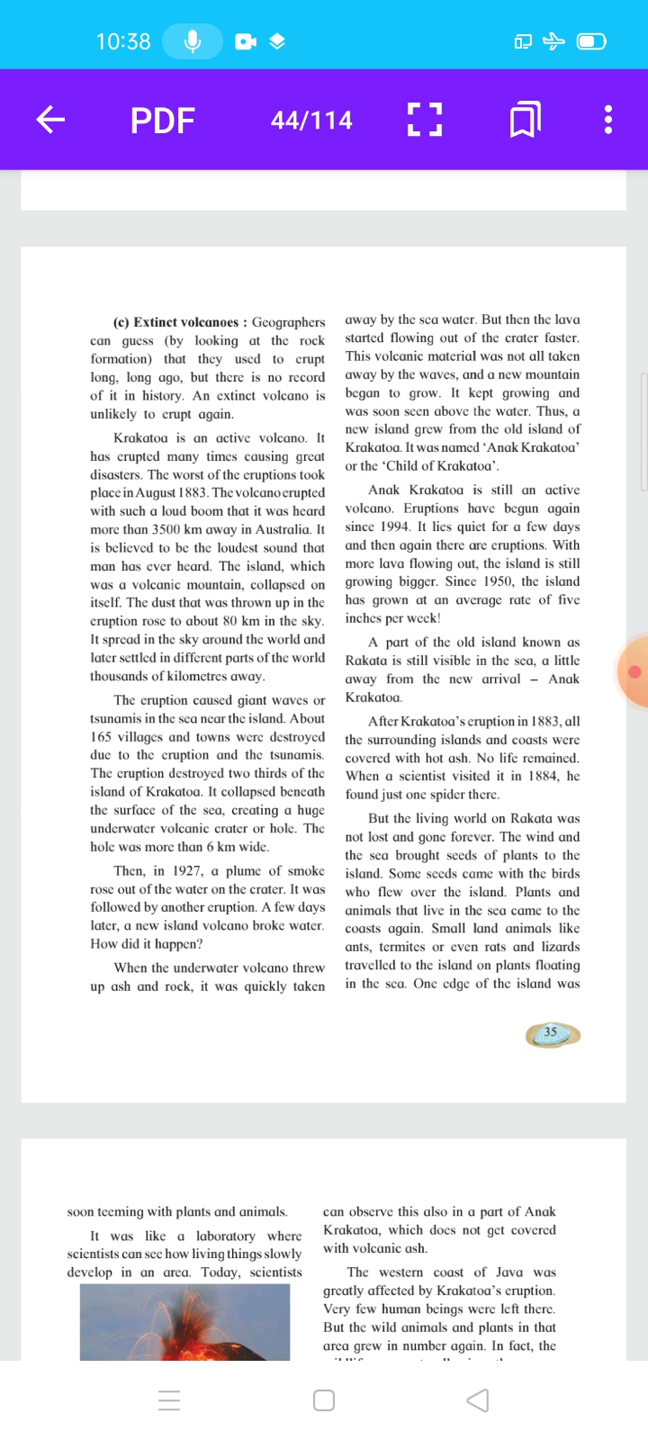 10:38
PDF
44/114
(c) Extinct volcanoes : Geographers
can guess (by looking at the rock
formation) that they used to erupt
long, long ago, but there is no record
of it in history. An extinct volcano is
unlikely to erupt again.
Krakatoa is an active volcano. It
has erupted many times causing great
disasters. The worst of the eruptions took
place in August 1883. The volcano erupted
with such a loud boom that it was heard
more than 3500 km away in Australia. It
is believed to be the loudest sound that
man has ever heard. The island, which
was a volcanic mountain, collapsed on
itself. The dust that was thrown up in the
eruption rose to about 80 km in the sky.
It spread in the sky around the world and
later settled in different parts of the world
thousands of kilometres away.
The eruption caused giant waves or
tsunamis in the sea near the island. About
165 villages and towns were destroyed
due to the eruption and the tsunamis.
The eruption destroyed two thirds of the
island of Krakatoa. It collapsed beneath
the surface of the sea, creating a huge
underwater volcanic crater or hole. The
hole was more than 6 km wide.
Then, in 1927, a plume of smoke
rose out of the water on the crater. It was
followed by another eruption. A few days
later, a new island volcano broke water.
How did it happen?
When the underwater volcano threw
up ash and rock, it was quickly taken
away by the sea water. But then the lava
started flowing out of the crater faster.
This volcanic material was not all taken
away by the waves, and a new mountain
began to grow. It kept growing and
was soon seen above the water. Thus, a
new island grew from the old island of
Krakatoa. It was named ‘Anak Krakatoa’
or the ‘Child of Krakatoa’.
Anak Krakatoa is still an active
volcano. Eruptions have begun again
since 1994. It lies quiet for a few days
and then again there are eruptions. With
more lava flowing out, the island is still
growing bigger. Since 1950, the island
has grown at an average rate of five
inches per week!
A part of the old island known as
Rakata is still visible in the sea, a little
away from the new arrival – Anak
Krakatoa.
After Krakatoa’s eruption in 1883, all
the surrounding islands and coasts were
covered with hot ash. No life remained.
When a scientist visited it in 1884, he
found just one spider there.
But the living world on Rakata was
not lost and gone forever. The wind and
the sea brought seeds of plants to the
island. Some seeds came with the birds
who flew over the island. Plants and
animals that live in the sea came to the
coasts again. Small land animals like
ants, termites or even rats and lizards
travelled to the island on plants floating
in the sea. One edge of the island was
35
soon teeming with plants and animals.
It was like a laboratory where
scientists can see how living things slowly
develop in an area. Today, scientists
can observe this also in a part of Anak
Krakatoa, which does not get covered
with volcanic ash.
The western coast of Java was
greatly affected by Krakatoa’s eruption.
Very few human beings were left there.
But the wild animals and plants in that
area grew in number again. In fact, the